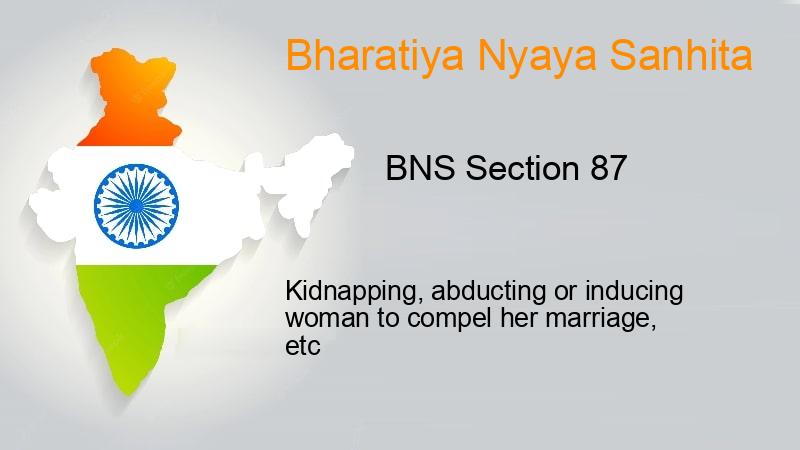 Bharatiya Nyaya Sanhita
BNS Section 87
Kidnapping, abducting or inducing
woman to compel her marriage,
etc